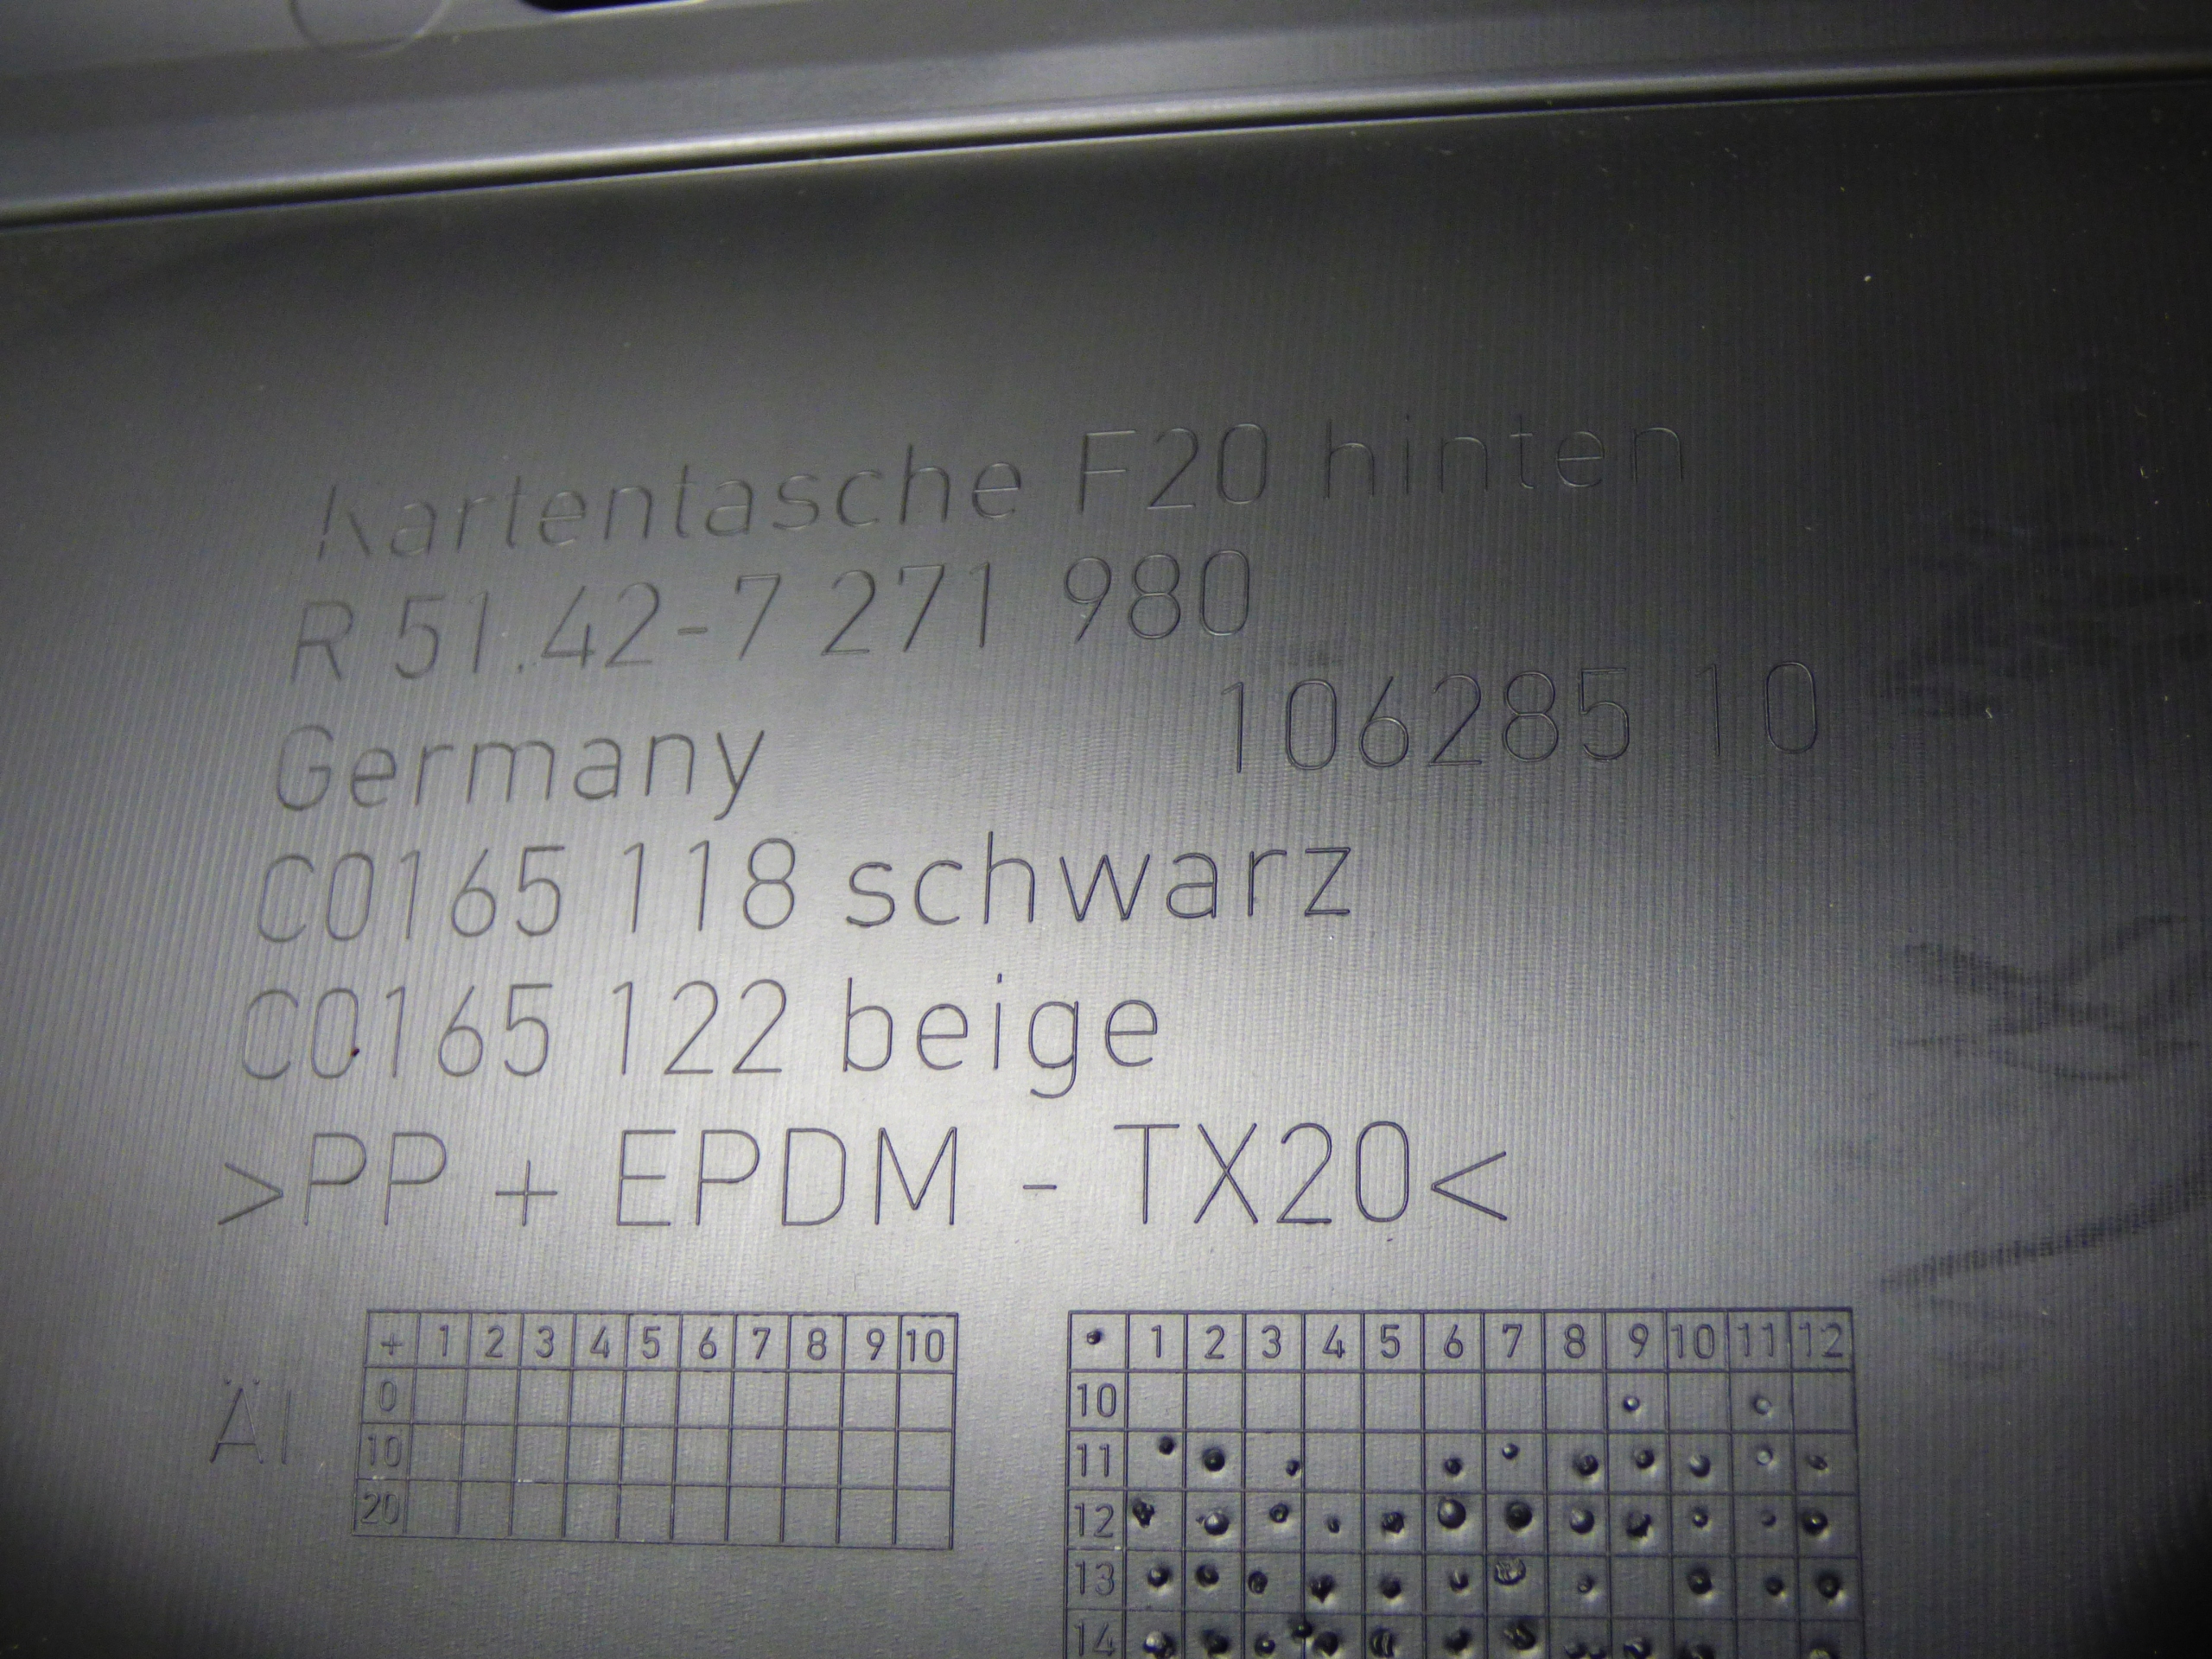 Kartentasche F20 hinten
R 51.42-7 271 980
Germany 106285 10
C0165 118 schwarz
C0165 122 beige
>PP + EPDM - TX20<
ÄI
+ 1 2 3 4 5 6 7 8 9 10
0
10
20
• 1 2 3 4 5 6 7 8 9 10 11 12
10
11
12
13
14